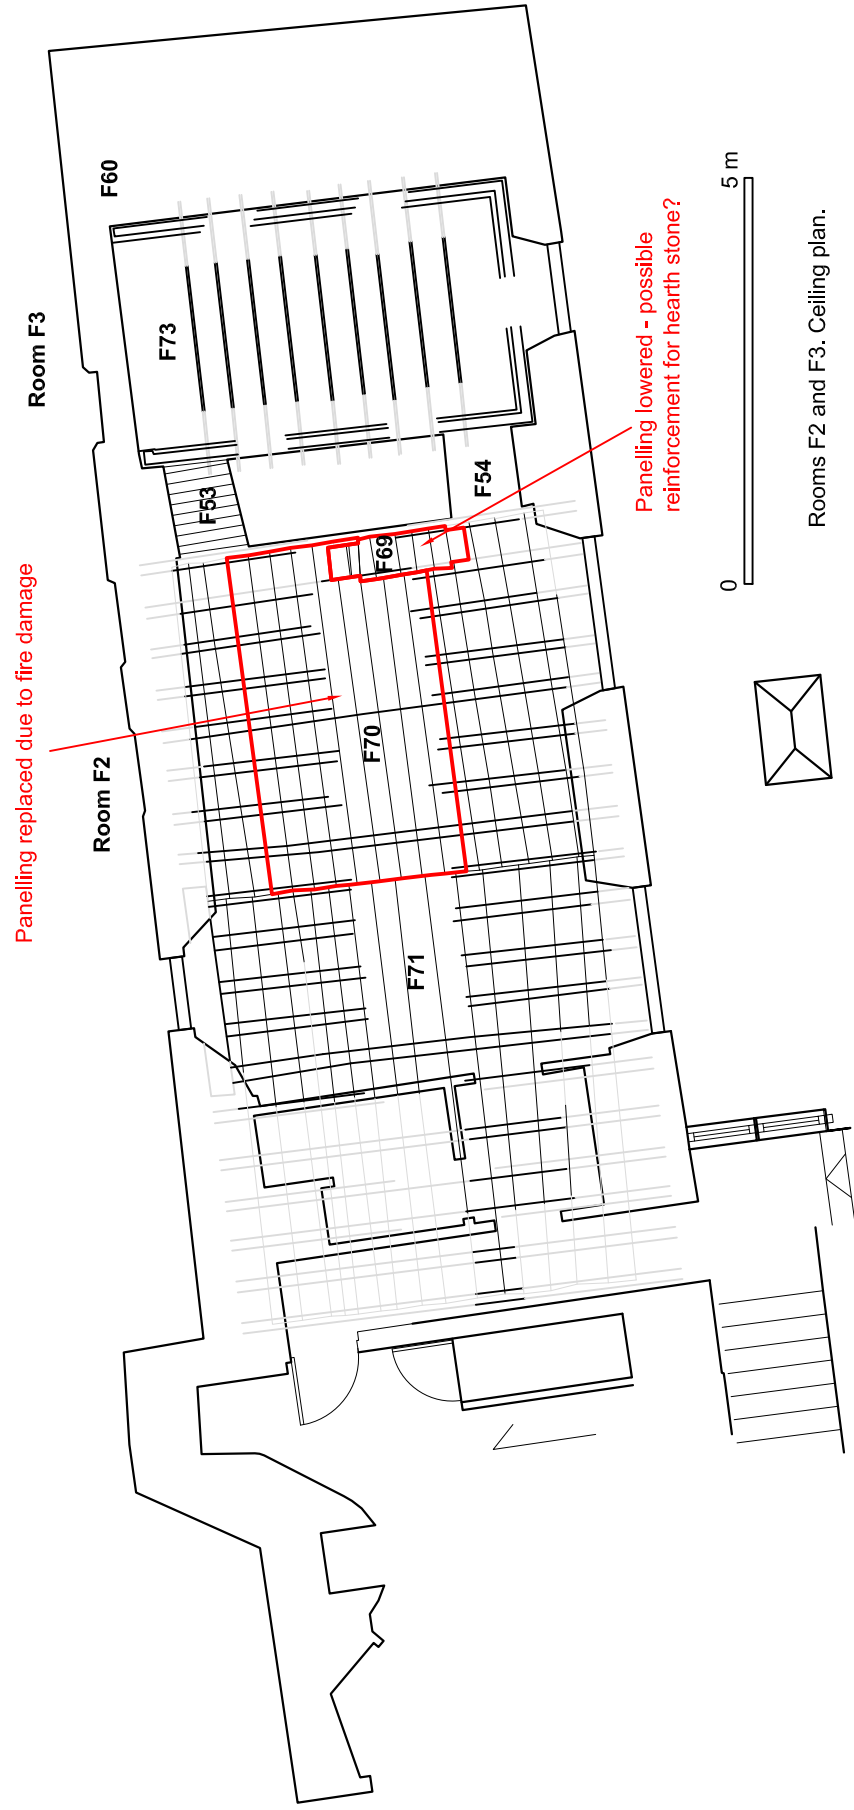 Panelling replaced due to fire damage
Room F2
Room F3
F60
F73
F53
F54
F69
F70
F71
Panelling lowered - possible
reinforcement for hearth stone?
0
5 m
Rooms F2 and F3. Ceiling plan.